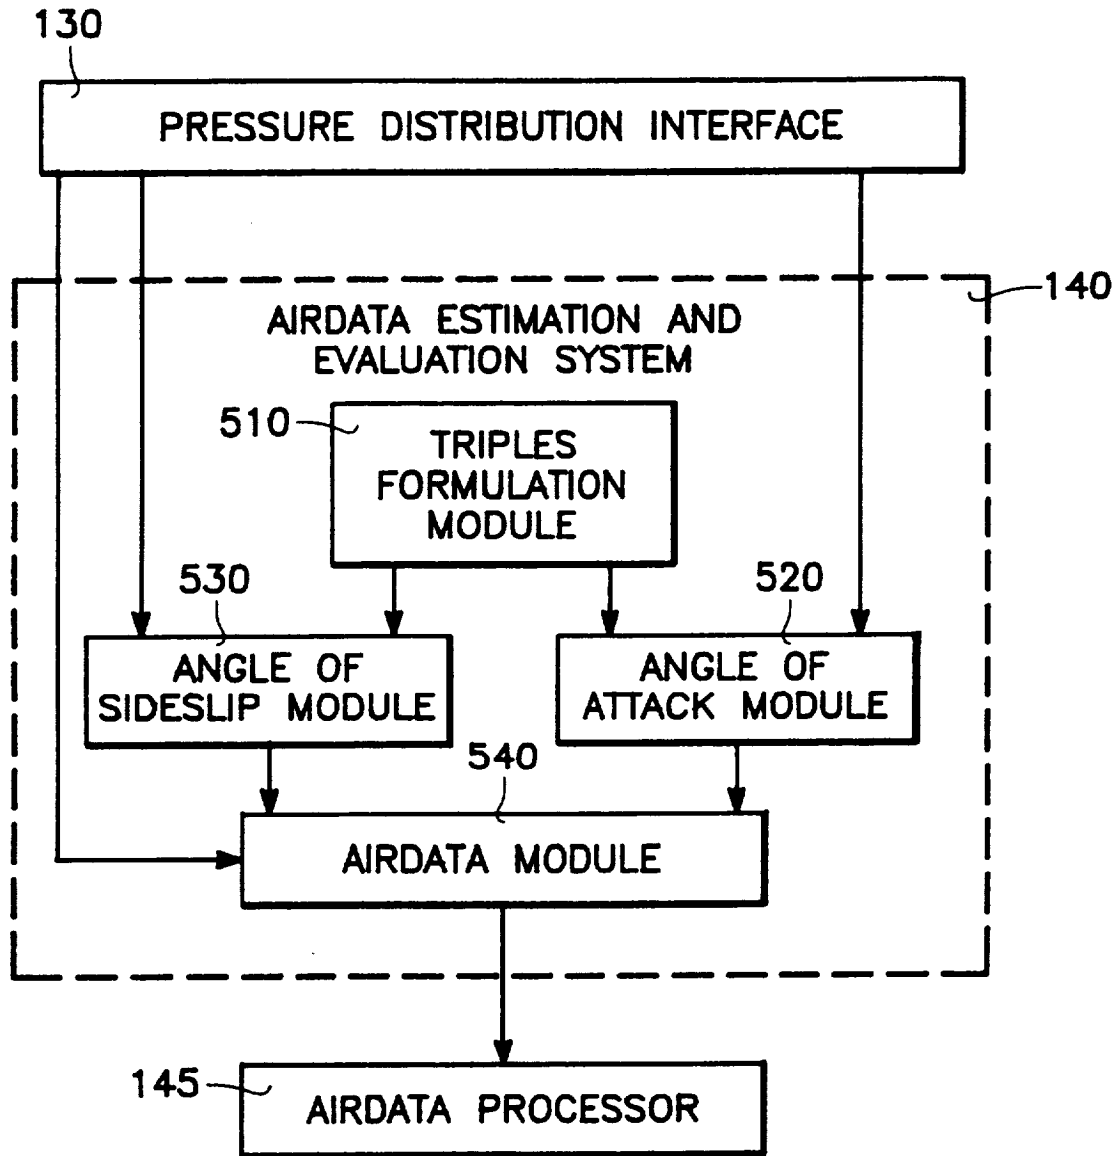 130
PRESSURE DISTRIBUTION INTERFACE
140
AIRDATA ESTIMATION AND
EVALUATION SYSTEM
510
TRIPLES
FORMULATION
MODULE
530
520
ANGLE OF
SIDESLIP MODULE
ANGLE OF
ATTACK MODULE
540
AIRDATA MODULE
145
AIRDATA PROCESSOR